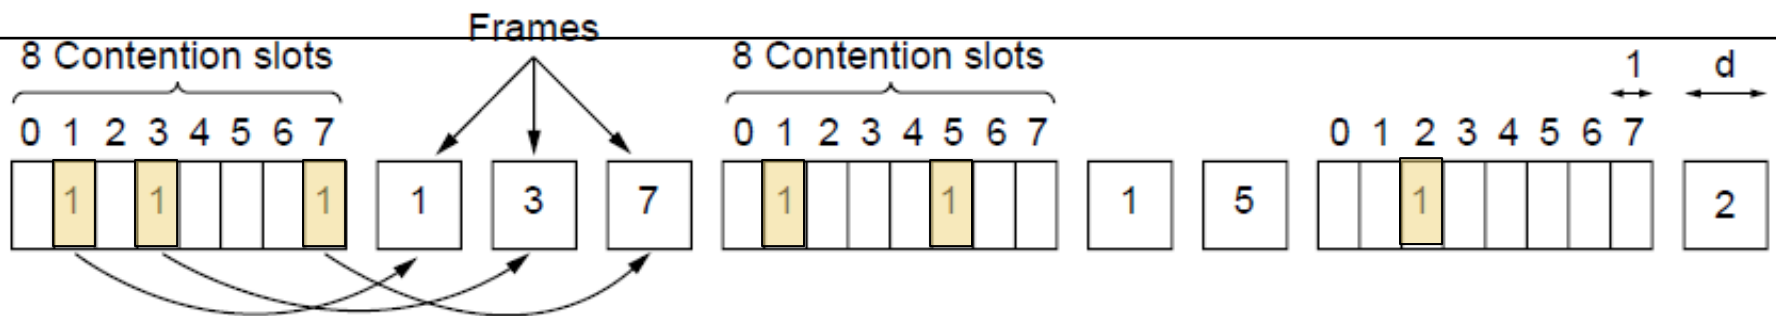 Frames
8 Contention slots 8 Contention slots 1 d
0 1 2 3 4 5 6 7 0 1 2 3 4 5 6 7 0 1 2 3 4 5 6 7
1 1 1 1 3 7 1 1 1 5 1 2